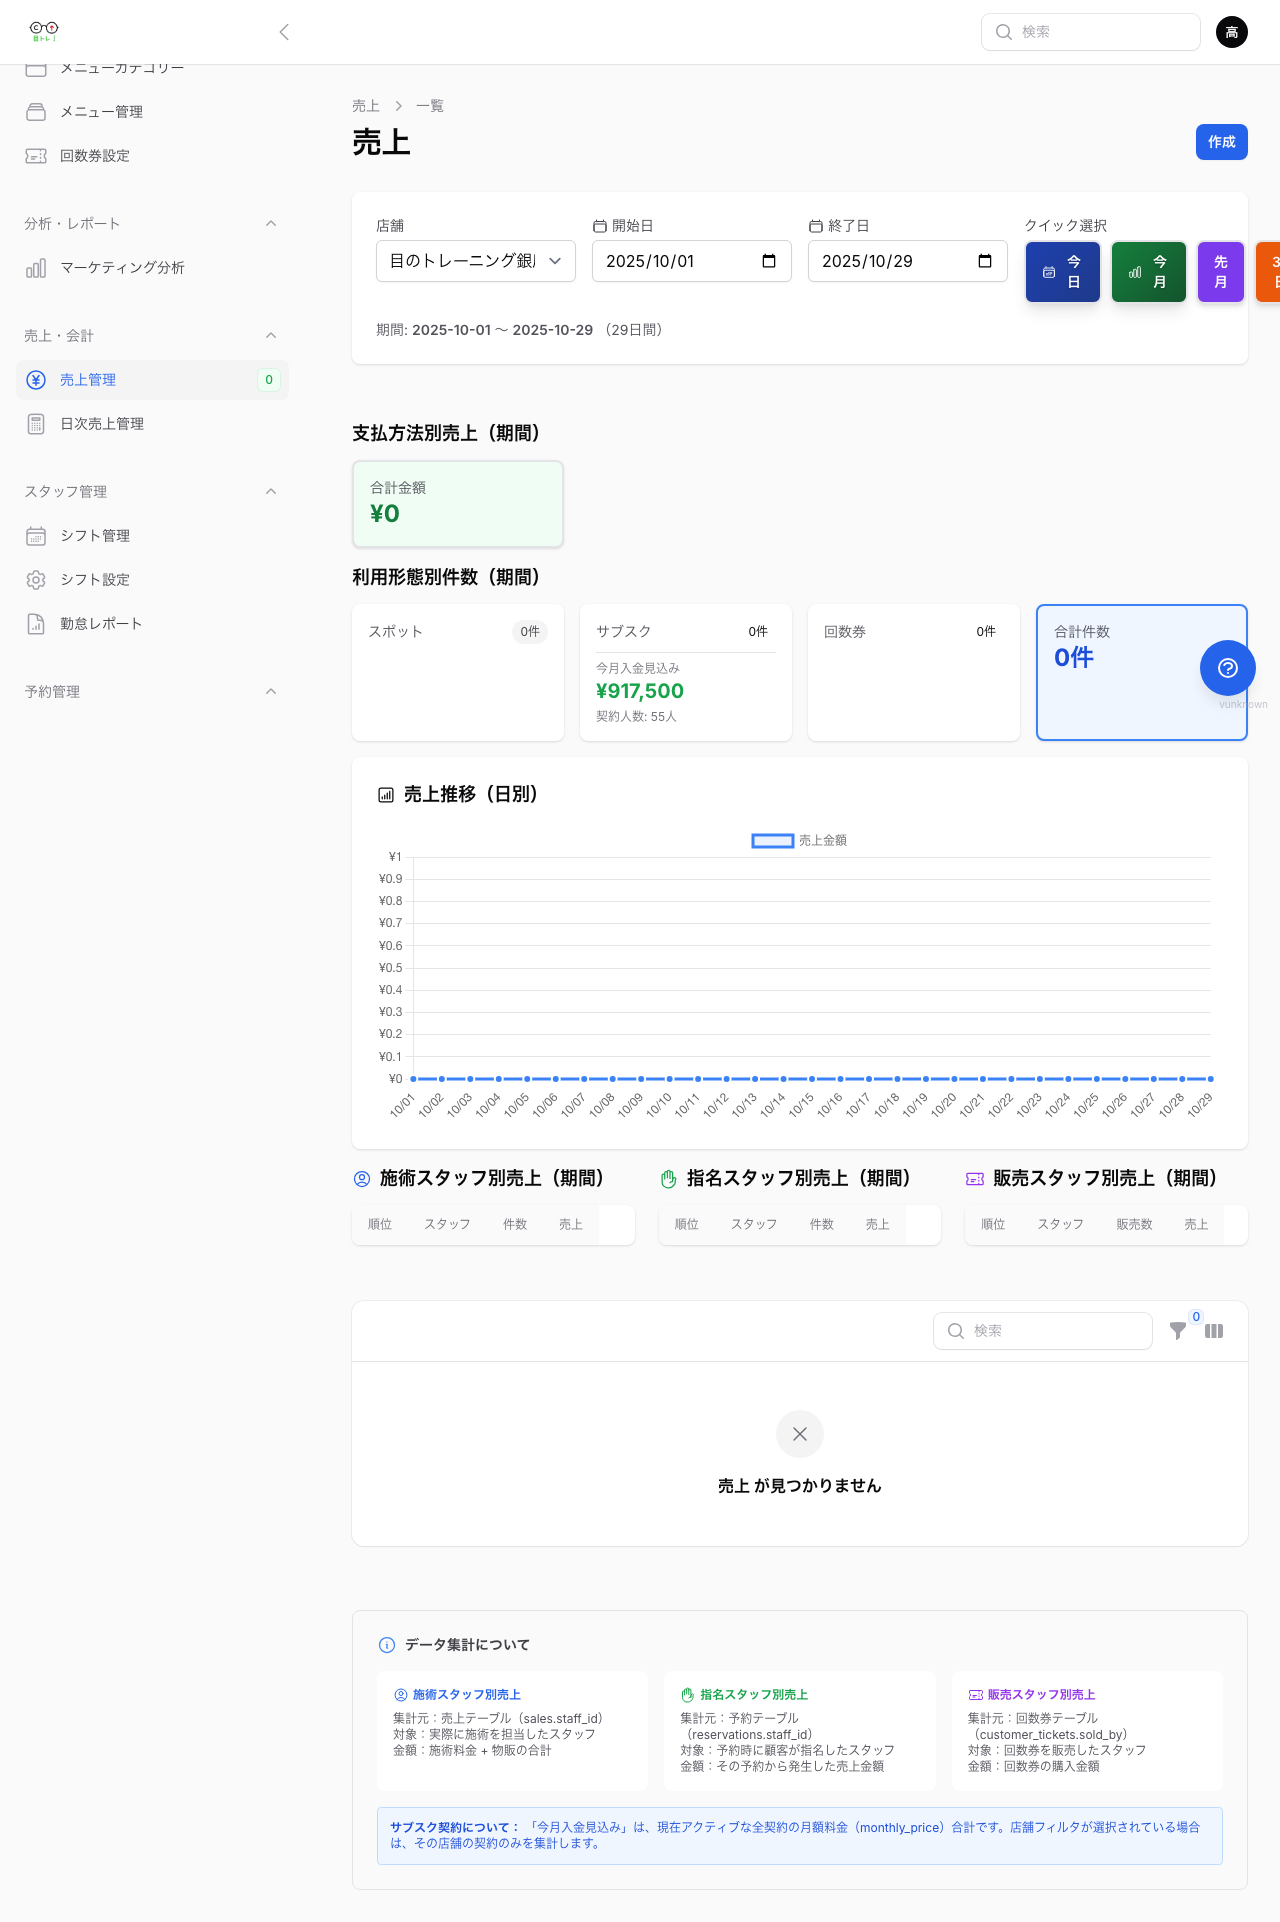 検索
高
メニューカテゴリー
メニュー管理
回数券設定
分析・レポート
マーケティング分析
売上・会計
売上管理
0
日次売上管理
スタッフ管理
シフト管理
シフト設定
勤怠レポート
予約管理
売上
一覧
売上
作成
店舗
目のトレーニング銀
開始日
2025/10/01
終了日
2025/10/29
クイック選択
今日
今月
先月
期間: 2025-10-01 〜 2025-10-29 （29日間）
支払方法別売上（期間）
合計金額
¥0
利用形態別件数（期間）
スポット
0件
サブスク
0件
今月入金見込み
¥917,500
契約人数: 55人
回数券
0件
合計件数
0件
vunknown
売上推移（日別）
売上金額
¥1
¥0.9
¥0.8
¥0.7
¥0.6
¥0.5
¥0.4
¥0.3
¥0.2
¥0.1
¥0
10/01
10/02
10/03
10/04
10/05
10/06
10/07
10/08
10/09
10/10
10/11
10/12
10/13
10/14
10/15
10/16
10/17
10/18
10/19
10/20
10/21
10/22
10/23
10/24
10/25
10/26
10/27
10/28
10/29
施術スタッフ別売上（期間）
順位 スタッフ 件数 売上
指名スタッフ別売上（期間）
順位 スタッフ 件数 売上
販売スタッフ別売上（期間）
順位 スタッフ 販売数 売上
検索
0
売上 が見つかりません
データ集計について
施術スタッフ別売上
集計元：売上テーブル（sales.staff_id）
対象：実際に施術を担当したスタッフ
金額：施術料金 + 物販の合計
指名スタッフ別売上
集計元：予約テーブル
（reservations.staff_id）
対象：予約時に顧客が指名したスタッフ
金額：その予約から発生した売上金額
販売スタッフ別売上
集計元：回数券テーブル
（customer_tickets.sold_by）
対象：回数券を販売したスタッフ
金額：回数券の購入金額
サブスク契約について： 「今月入金見込み」は、現在アクティブな全契約の月額料金（monthly_price）合計です。店舗フィルタが選択されている場合
は、その店舗の契約のみを集計します。